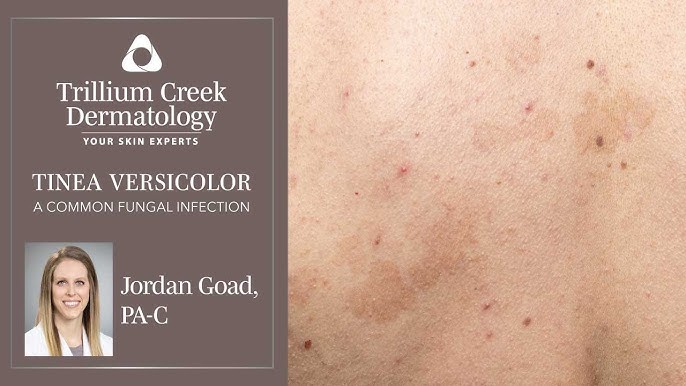 Trillium Creek
Dermatology
YOUR SKIN EXPERTS
TINEA VERSICOLOR
A COMMON FUNGAL INFECTION
Jordan Goad,
PA-C